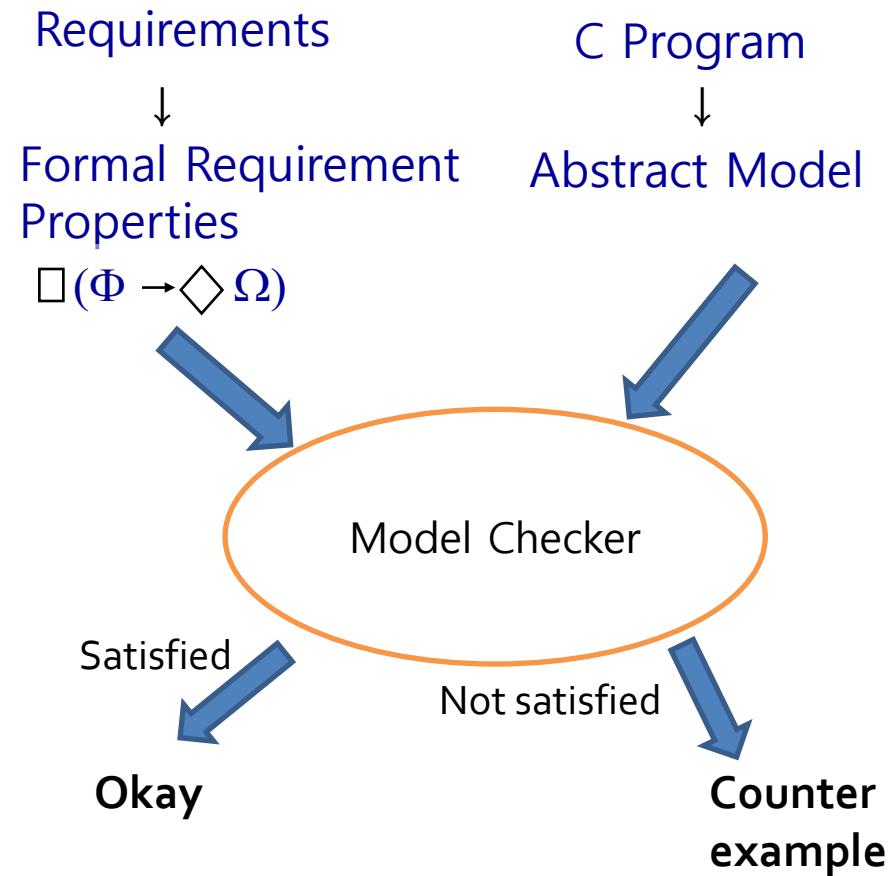 Requirements
↓
Formal Requirement
Properties
□(Φ →◇ Ω)
C Program
↓
Abstract Model
Model Checker
Satisfied
Not satisfied
Okay
Counter
example